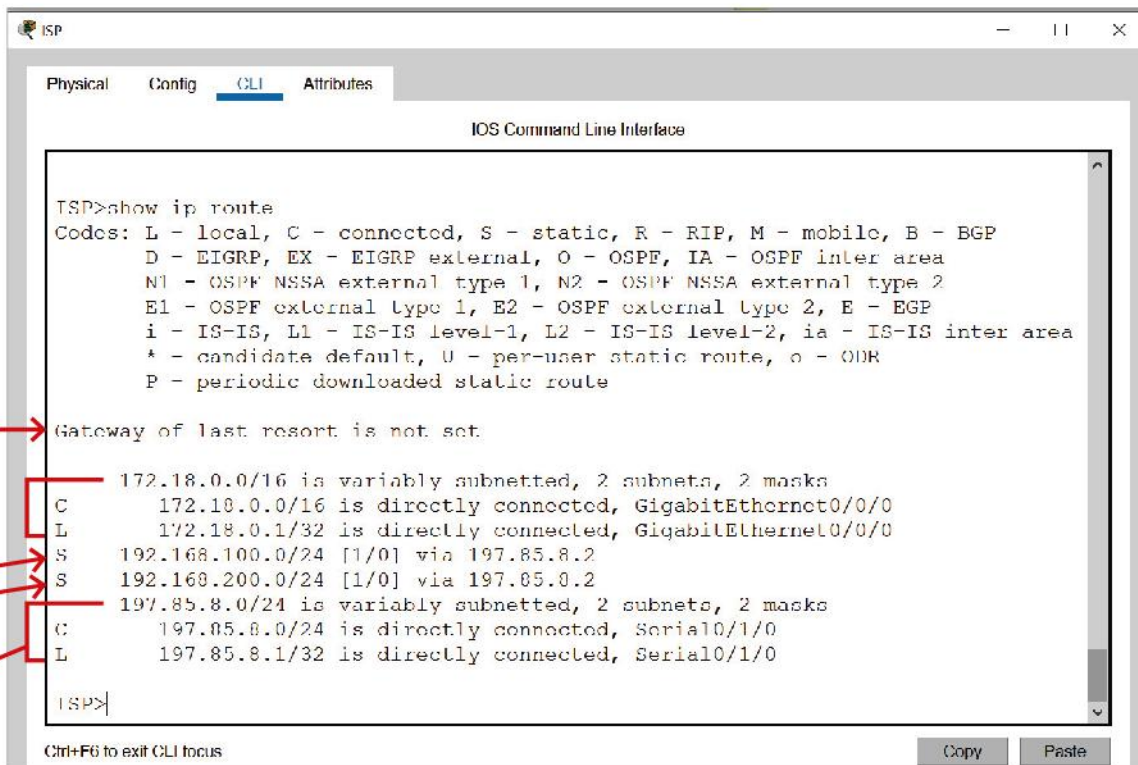 ISP
Physical Config CLI Attributes
IOS Command Line Interface
ISP>show ip route
Codes: L - local, C - connected, S - static, R - RIP, M - mobile, B - BGP
D - EIGRP, EX - EIGRP external, O - OSPF, IA - OSPF inter area
N1 - OSPF NSSA external type 1, N2 - OSPF NSSA external type 2
E1 - OSPF external type 1, E2 - OSPF external type 2, E - EGP
i - IS-IS, L1 - IS-IS level-1, L2 - IS-IS level-2, ia - IS-IS inter area
* - candidate default, U - per-user static route, o - ODR
P - periodic downloaded static route
Gateway of last resort is not set
172.18.0.0/16 is variably subnetted, 2 subnets, 2 masks
C 172.18.0.0/16 is directly connected, GigabitEthernet0/0/0
L 172.18.0.1/32 is directly connected, GigabitEthernet0/0/0
S 192.168.100.0/24 [1/0] via 197.85.8.2
S 192.168.200.0/24 [1/0] via 197.85.8.2
197.85.8.0/24 is variably subnetted, 2 subnets, 2 masks
C 197.85.8.0/24 is directly connected, Serial0/1/0
L 197.85.8.1/32 is directly connected, Serial0/1/0
ISP>
Ctrl+F6 to exit CLI focus
Copy Paste